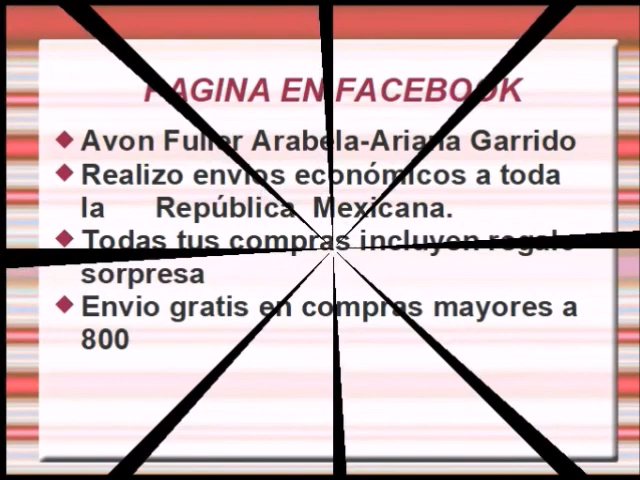 PAGINA EN FACEBOOK
Avon Fuller Arabela-Ariana Garrido
Realizo envios económicos a toda
la República Mexicana.
Todas tus compras incluyen regalo
sorpresa
Envio gratis en compras mayores a
800